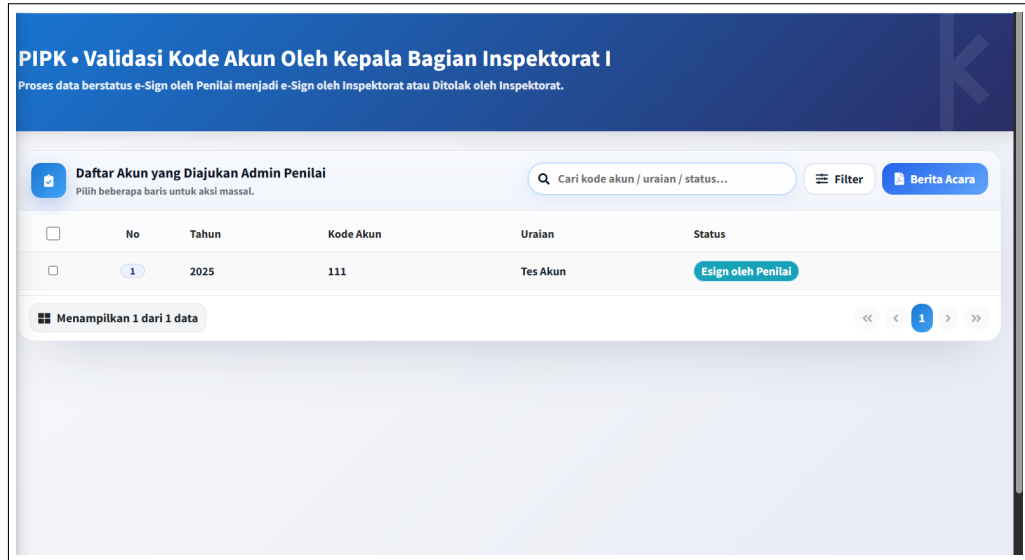 PIPK • Validasi Kode Akun Oleh Kepala Bagian Inspektorat I
Proses data berstatus e-Sign oleh Penilai menjadi e-Sign oleh Inspektorat atau Ditolak oleh Inspektorat.
Daftar Akun yang Diajukan Admin Penilai
Pilih beberapa baris untuk aksi massal.
Cari kode akun / uraian / status...
Filter
Berita Acara
No Tahun Kode Akun Uraian Status
1 2025 111 Tes Akun Esign oleh Penilai
Menampilkan 1 dari 1 data
« ‹ 1 › »